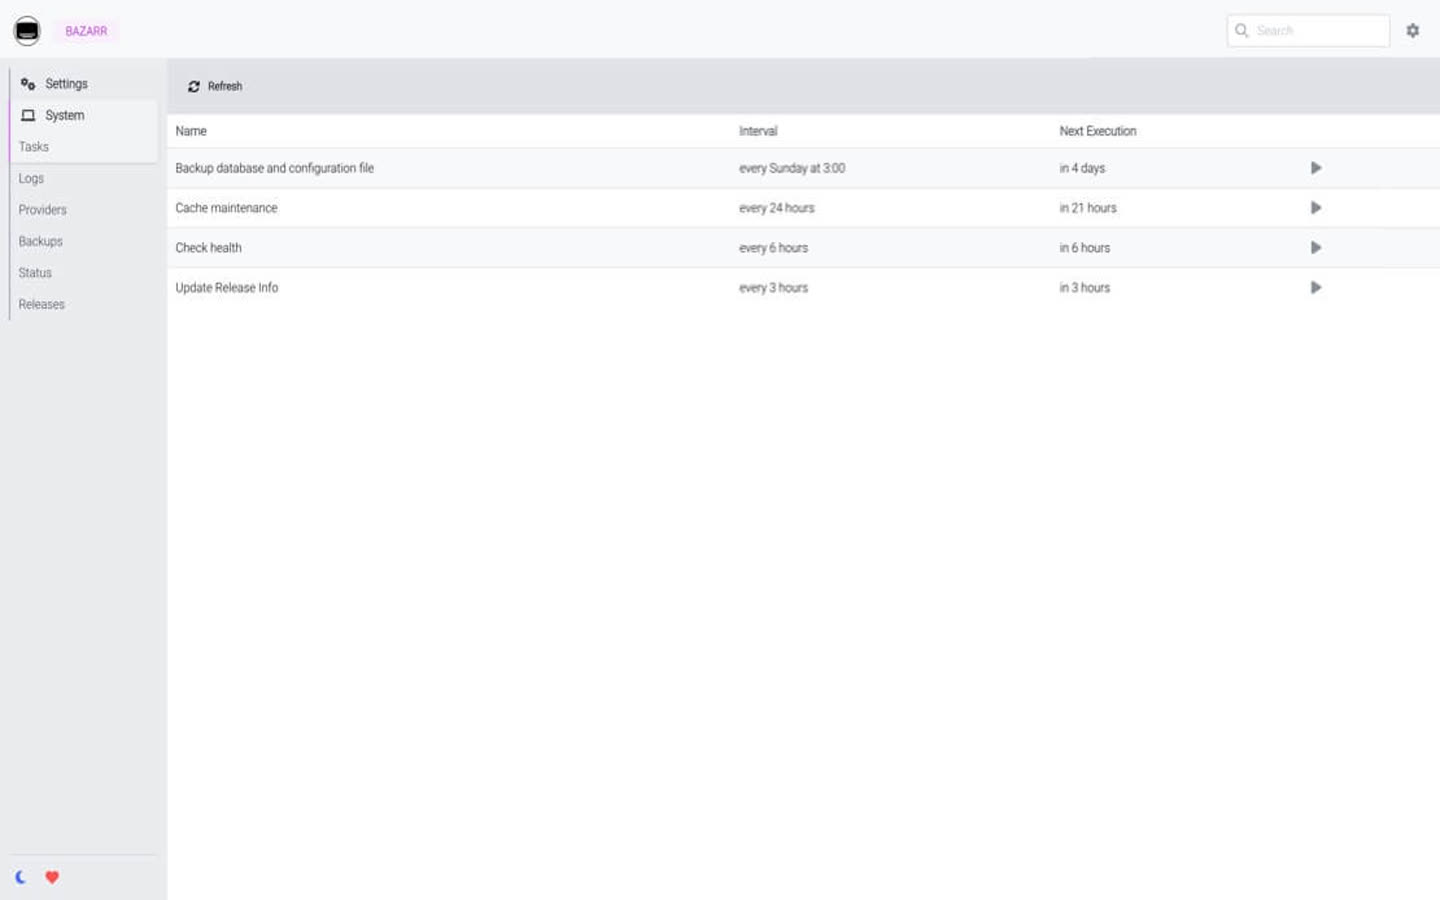 BAZARR
Search
Settings
System
Tasks
Logs
Providers
Backups
Status
Releases
Refresh
Name Interval Next Execution
Backup database and configuration file every Sunday at 3:00 in 4 days
Cache maintenance every 24 hours in 21 hours
Check health every 6 hours in 6 hours
Update Release Info every 3 hours in 3 hours